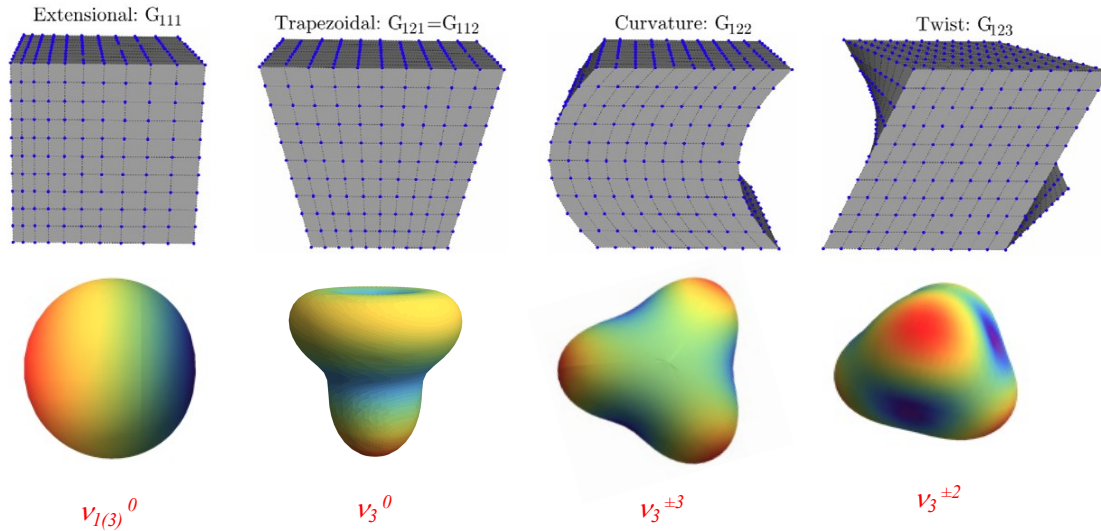 Extensional: G₁₁₁
Trapezoidal: G₁₂₁=G₁₁₂
Curvature: G₁₂₂
Twist: G₁₂₃
ν₁₍₃₎⁰
ν₃⁰
ν₃^{±3}
ν₃^{±2}